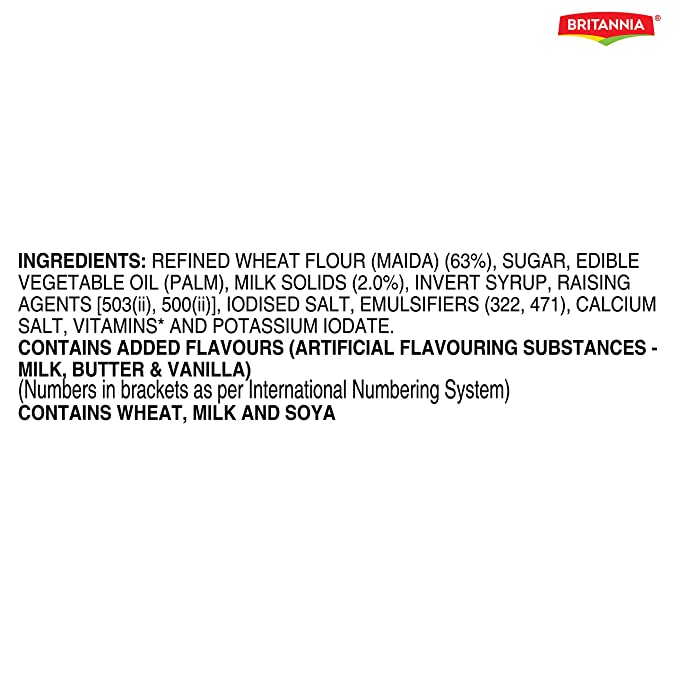 BRITANNIA®
INGREDIENTS: REFINED WHEAT FLOUR (MAIDA) (63%), SUGAR, EDIBLE
VEGETABLE OIL (PALM), MILK SOLIDS (2.0%), INVERT SYRUP, RAISING
AGENTS [503(ii), 500(ii)], IODISED SALT, EMULSIFIERS (322, 471), CALCIUM
SALT, VITAMINS* AND POTASSIUM IODATE.
CONTAINS ADDED FLAVOURS (ARTIFICIAL FLAVOURING SUBSTANCES -
MILK, BUTTER & VANILLA)
(Numbers in brackets as per International Numbering System)
CONTAINS WHEAT, MILK AND SOYA